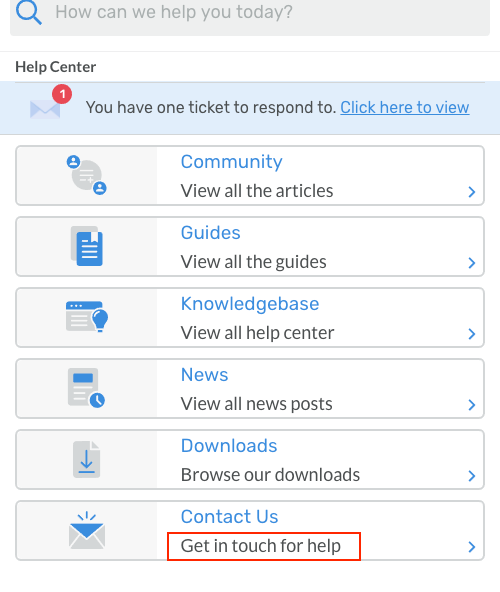 How can we help you today?
Help Center
1
You have one ticket to respond to. Click here to view
Community
View all the articles
Guides
View all the guides
Knowledgebase
View all help center
News
View all news posts
Downloads
Browse our downloads
Contact Us
Get in touch for help